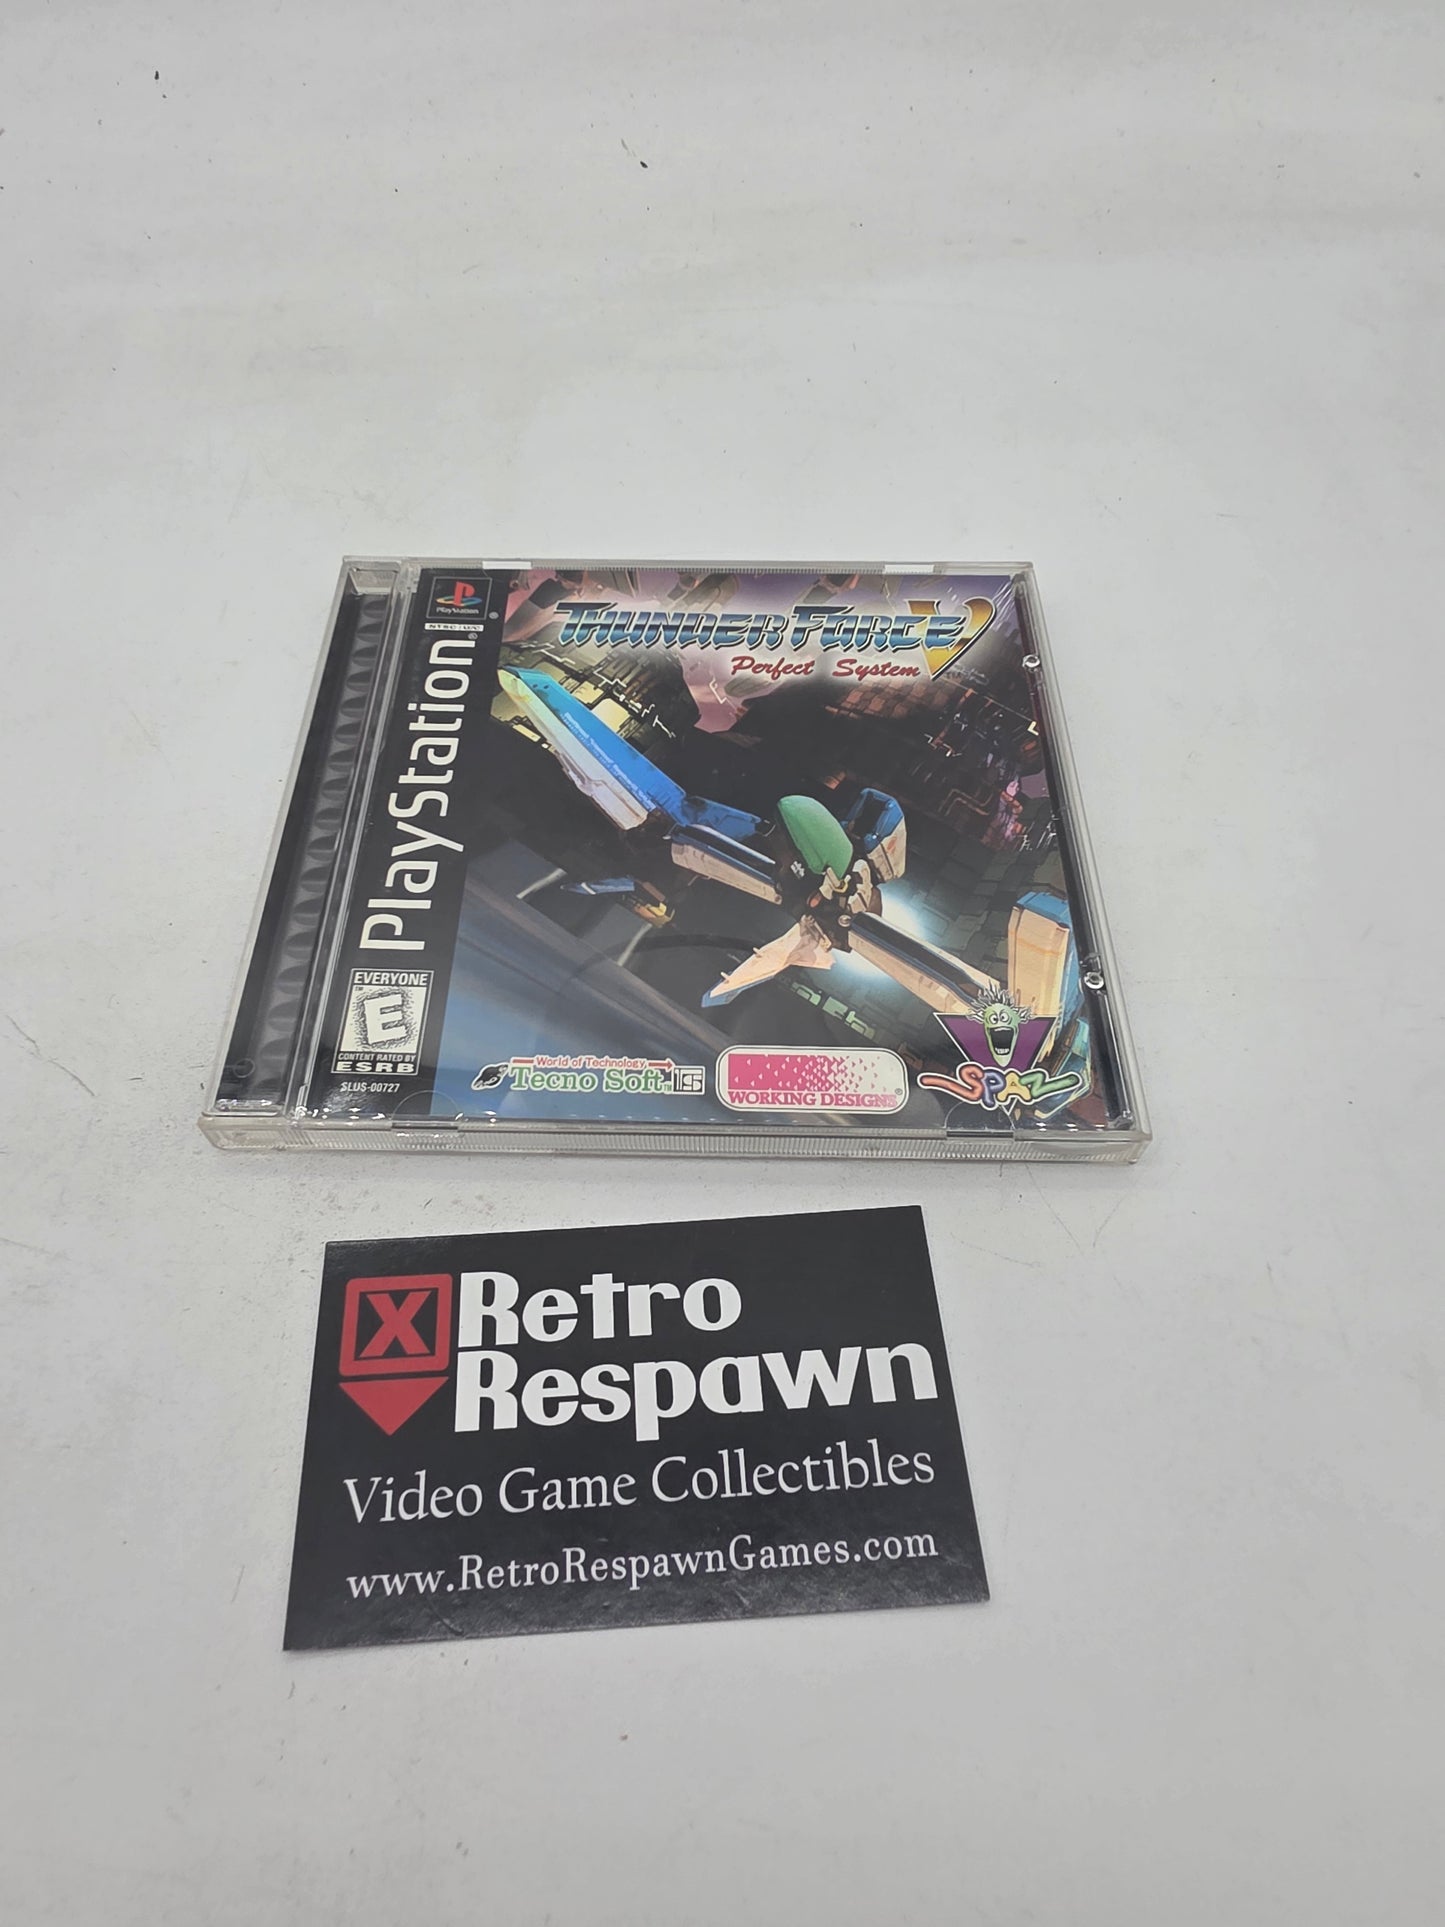 PlayStation
NTSC U/C
PlayStation
THUNDER FORCE V
Perfect System
EVERYONE
E
CONTENT RATED BY
ESRB
SLUS-00727
World of Technology
Tecno Soft
WORKING DESIGNS
SPAZ
X Retro
Respawn
Video Game Collectibles
www.RetroRespawnGames.com